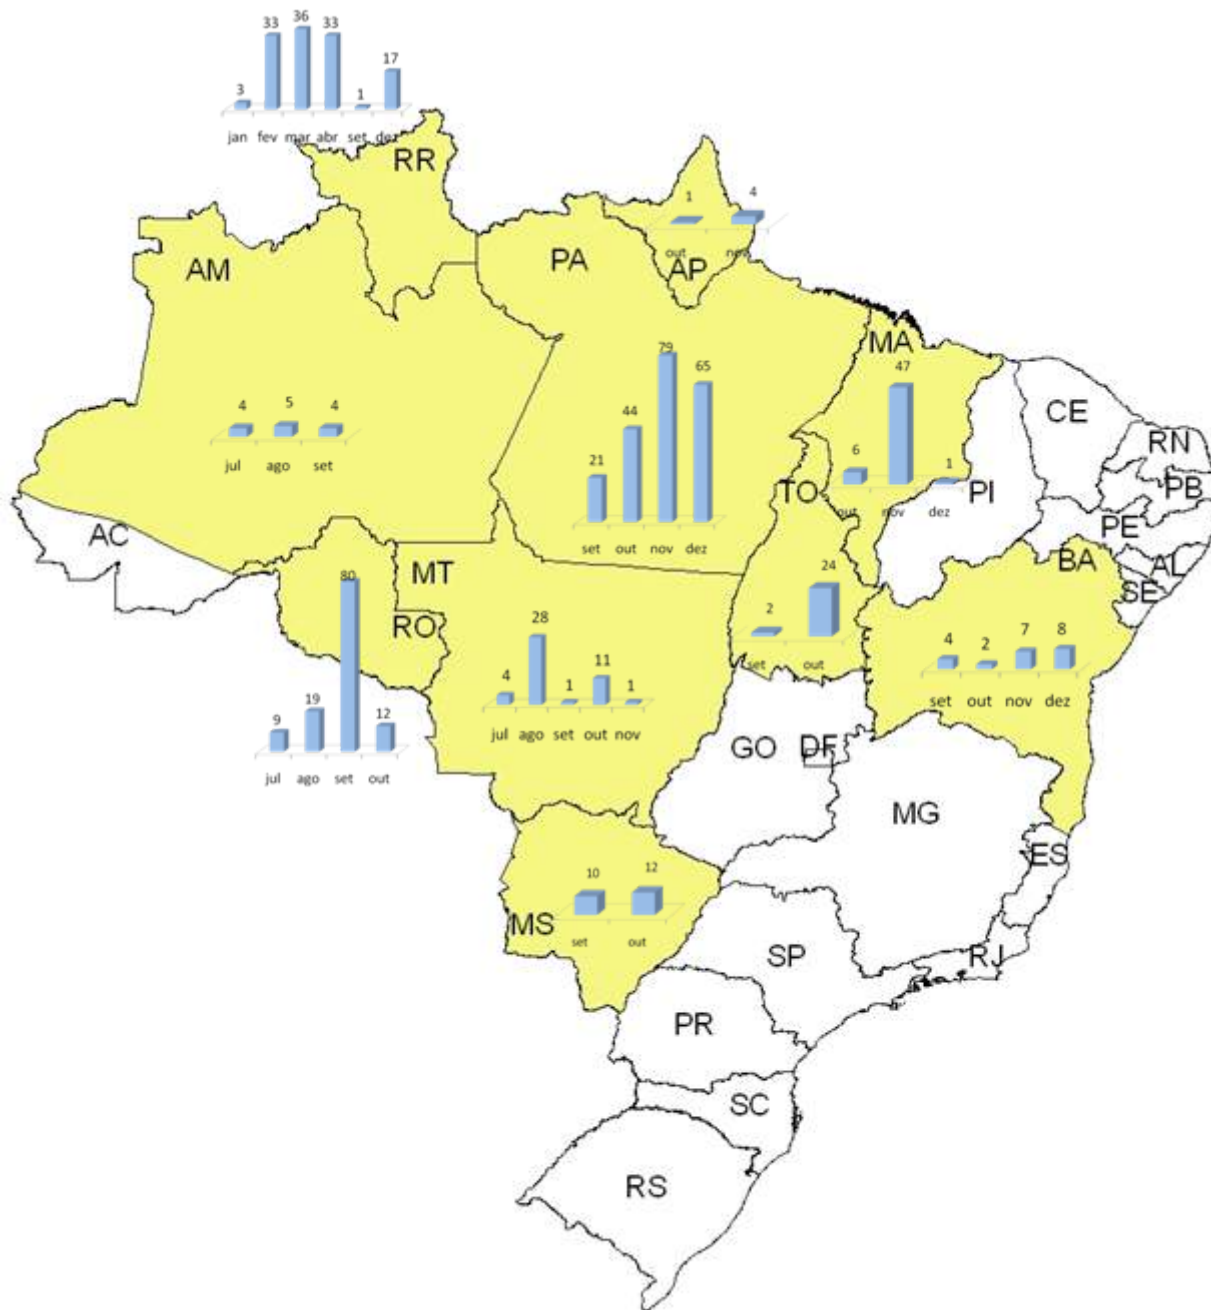 3 33 36 33 1 17
jan fev mar abr set dez
RR
1 4
out nov
AP
PA
AM
4 5 4
jul ago set
21 44 79 65
set out nov dez
MA
6 47 1
out nov dez
CE
RN
PB
PI
PE
AL
SE
BA
TO
AC
MT
RO
9 19 80 12
jul ago set out
4 28 1 11 1
jul ago set out nov
2 24
set out
4 2 7 8
set out nov dez
GO
DF
MG
ES
10 12
set out
MS
SP
RJ
PR
SC
RS